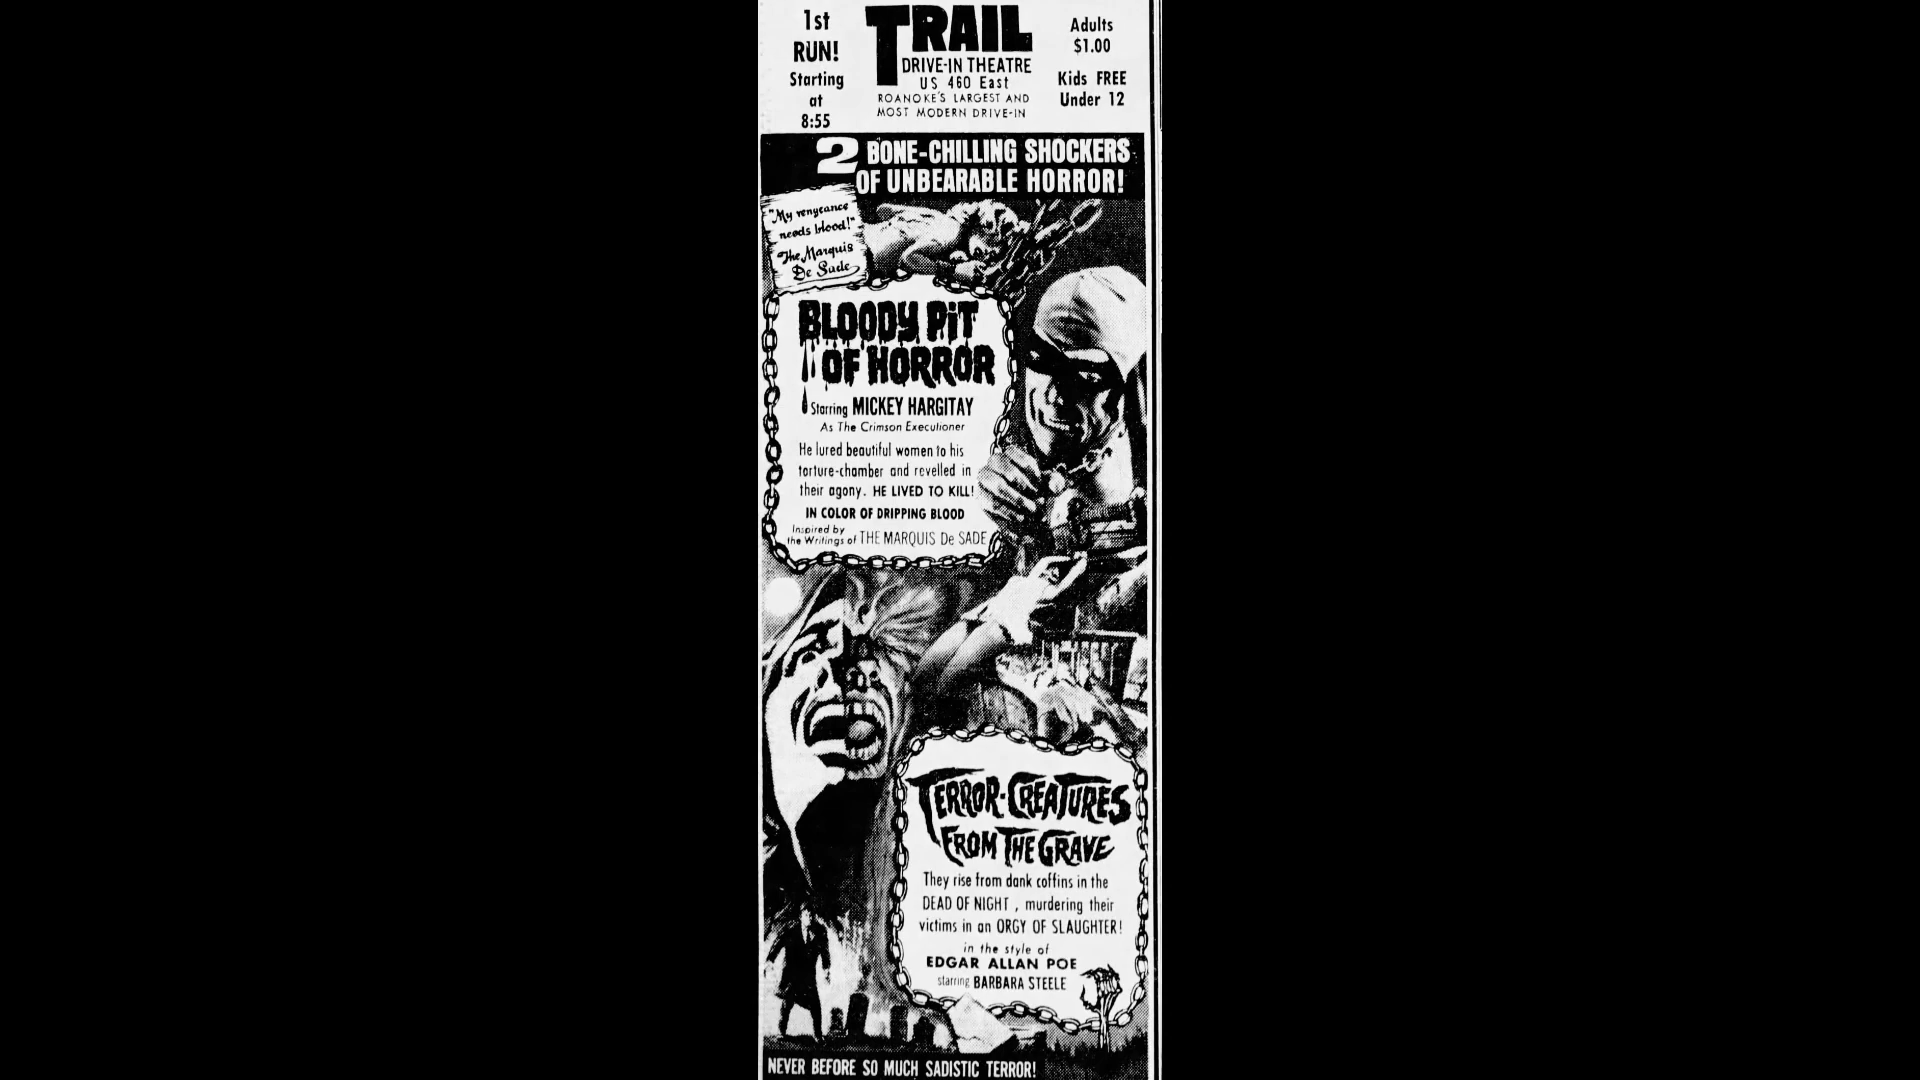 1st
RUN!
Starting
at
8:55
TRAIL
DRIVE-IN THEATRE
US 460 East
ROANOKE'S LARGEST AND
MOST MODERN DRIVE-IN
Adults
$1.00
Kids FREE
Under 12
2 BONE-CHILLING SHOCKERS
OF UNBEARABLE HORROR!
"My vengeance
needs blood!"
The Marquis
De Sade
BLOODY PiT
OF HORROR
Starring MICKEY HARGITAY
As The Crimson Executioner
He lured beautiful women to his
torture-chamber and revelled in
their agony. HE LIVED TO KILL!
IN COLOR OF DRIPPING BLOOD
Inspired by
the Writings of THE MARQUIS De SADE
TERROR-CREATURES
FROM THE GRAVE
They rise from dank coffins in the
DEAD OF NIGHT, murdering their
victims in an ORGY OF SLAUGHTER!
in the style of
EDGAR ALLAN POE
starring BARBARA STEELE
NEVER BEFORE SO MUCH SADISTIC TERROR!